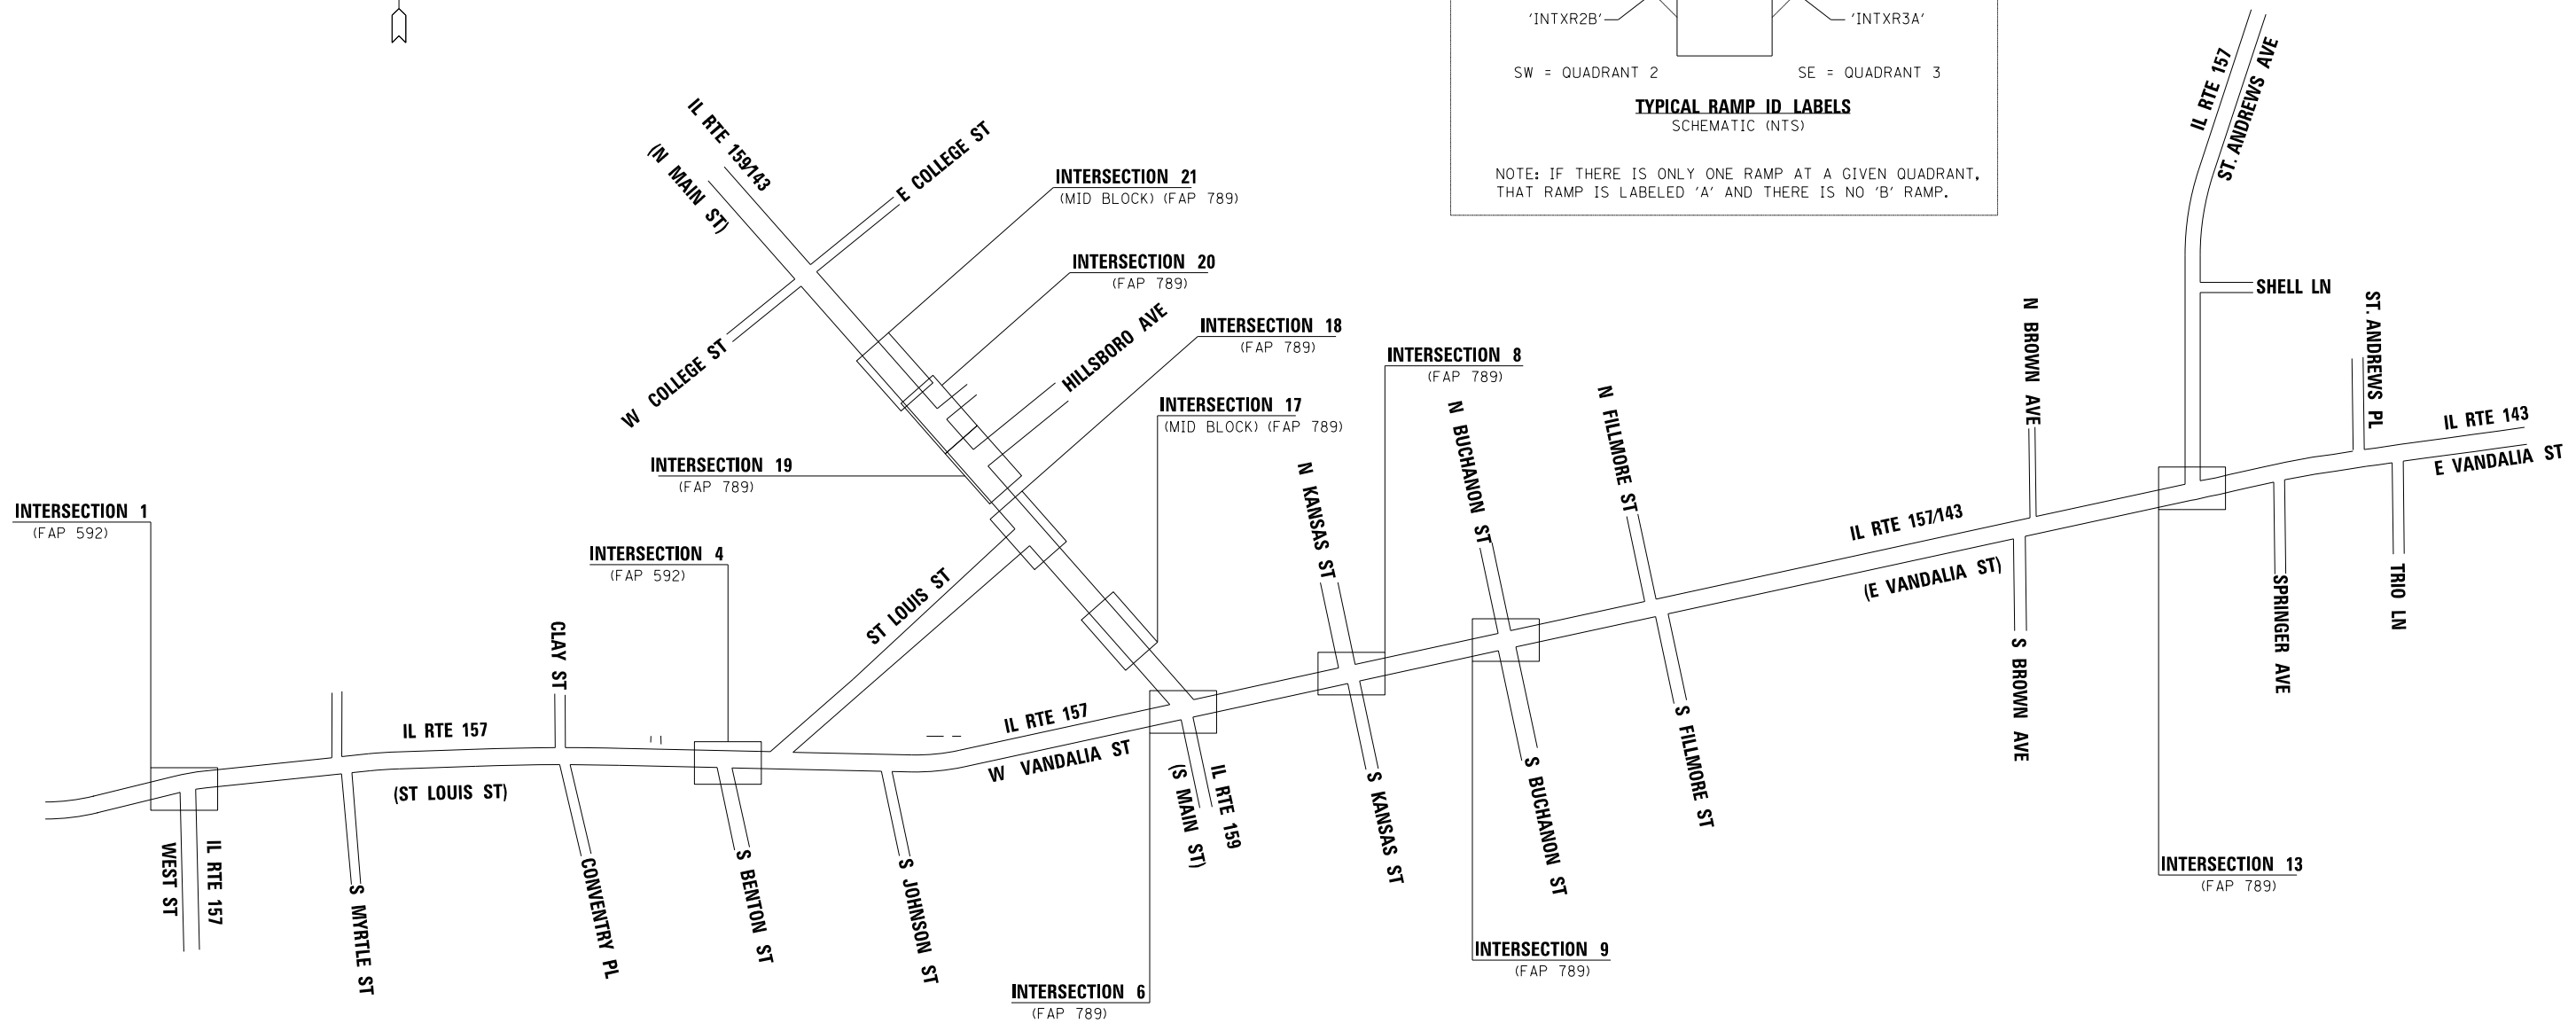 'INTXR2B'
'INTXR3A'
SW = QUADRANT 2
SE = QUADRANT 3
TYPICAL RAMP ID LABELS
SCHEMATIC (NTS)
NOTE: IF THERE IS ONLY ONE RAMP AT A GIVEN QUADRANT,
THAT RAMP IS LABELED 'A' AND THERE IS NO 'B' RAMP.
IL RTE 157
ST. ANDREWS AVE
IL RTE 159/143
(N MAIN ST)
E COLLEGE ST
W COLLEGE ST
INTERSECTION 21
(MID BLOCK) (FAP 789)
INTERSECTION 20
(FAP 789)
HILLSBORO AVE
INTERSECTION 18
(FAP 789)
INTERSECTION 8
(FAP 789)
INTERSECTION 17
(MID BLOCK) (FAP 789)
INTERSECTION 19
(FAP 789)
N KANSAS ST
N BUCHANON ST
N FILLMORE ST
N BROWN AVE
SHELL LN
ST. ANDREWS PL
IL RTE 143
E VANDALIA ST
IL RTE 157/143
(E VANDALIA ST)
INTERSECTION 1
(FAP 592)
INTERSECTION 4
(FAP 592)
ST LOUIS ST
CLAY ST
IL RTE 157
(ST LOUIS ST)
IL RTE 157
W VANDALIA ST
WEST ST
IL RTE 157
S MYRTLE ST
CONVENTRY PL
S BENTON ST
S JOHNSON ST
(S MAIN ST)
IL RTE 159
S KANSAS ST
S BUCHANON ST
S FILLMORE ST
S BROWN AVE
SPRINGER AVE
TRIO LN
INTERSECTION 13
(FAP 789)
INTERSECTION 9
(FAP 789)
INTERSECTION 6
(FAP 789)